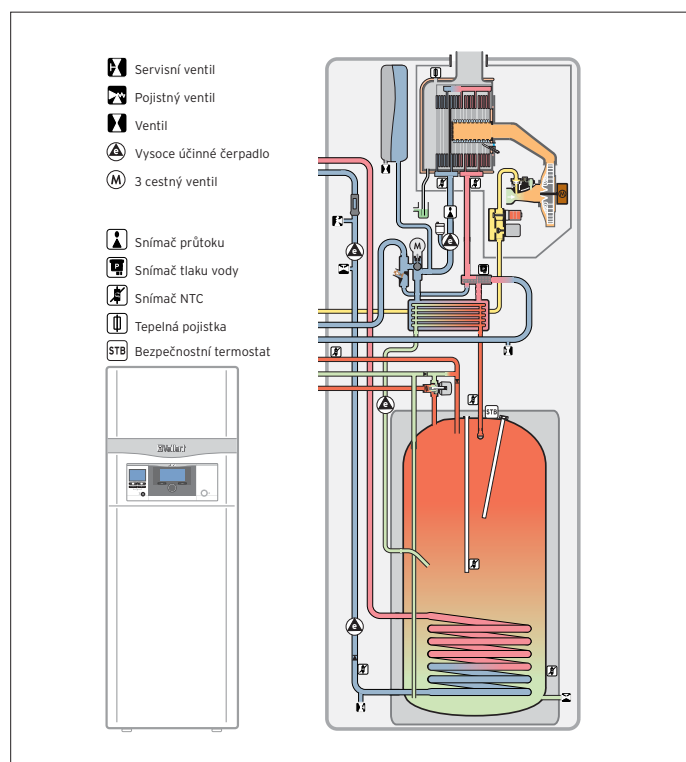 Servisní ventil
Pojistný ventil
Ventil
e Vysoce účinné čerpadlo
M 3 cestný ventil
Snímač průtoku
P Snímač tlaku vody
Snímač NTC
Tepelná pojistka
STB Bezpečnostní termostat
Vaillant
M
e
e
e
e
STB